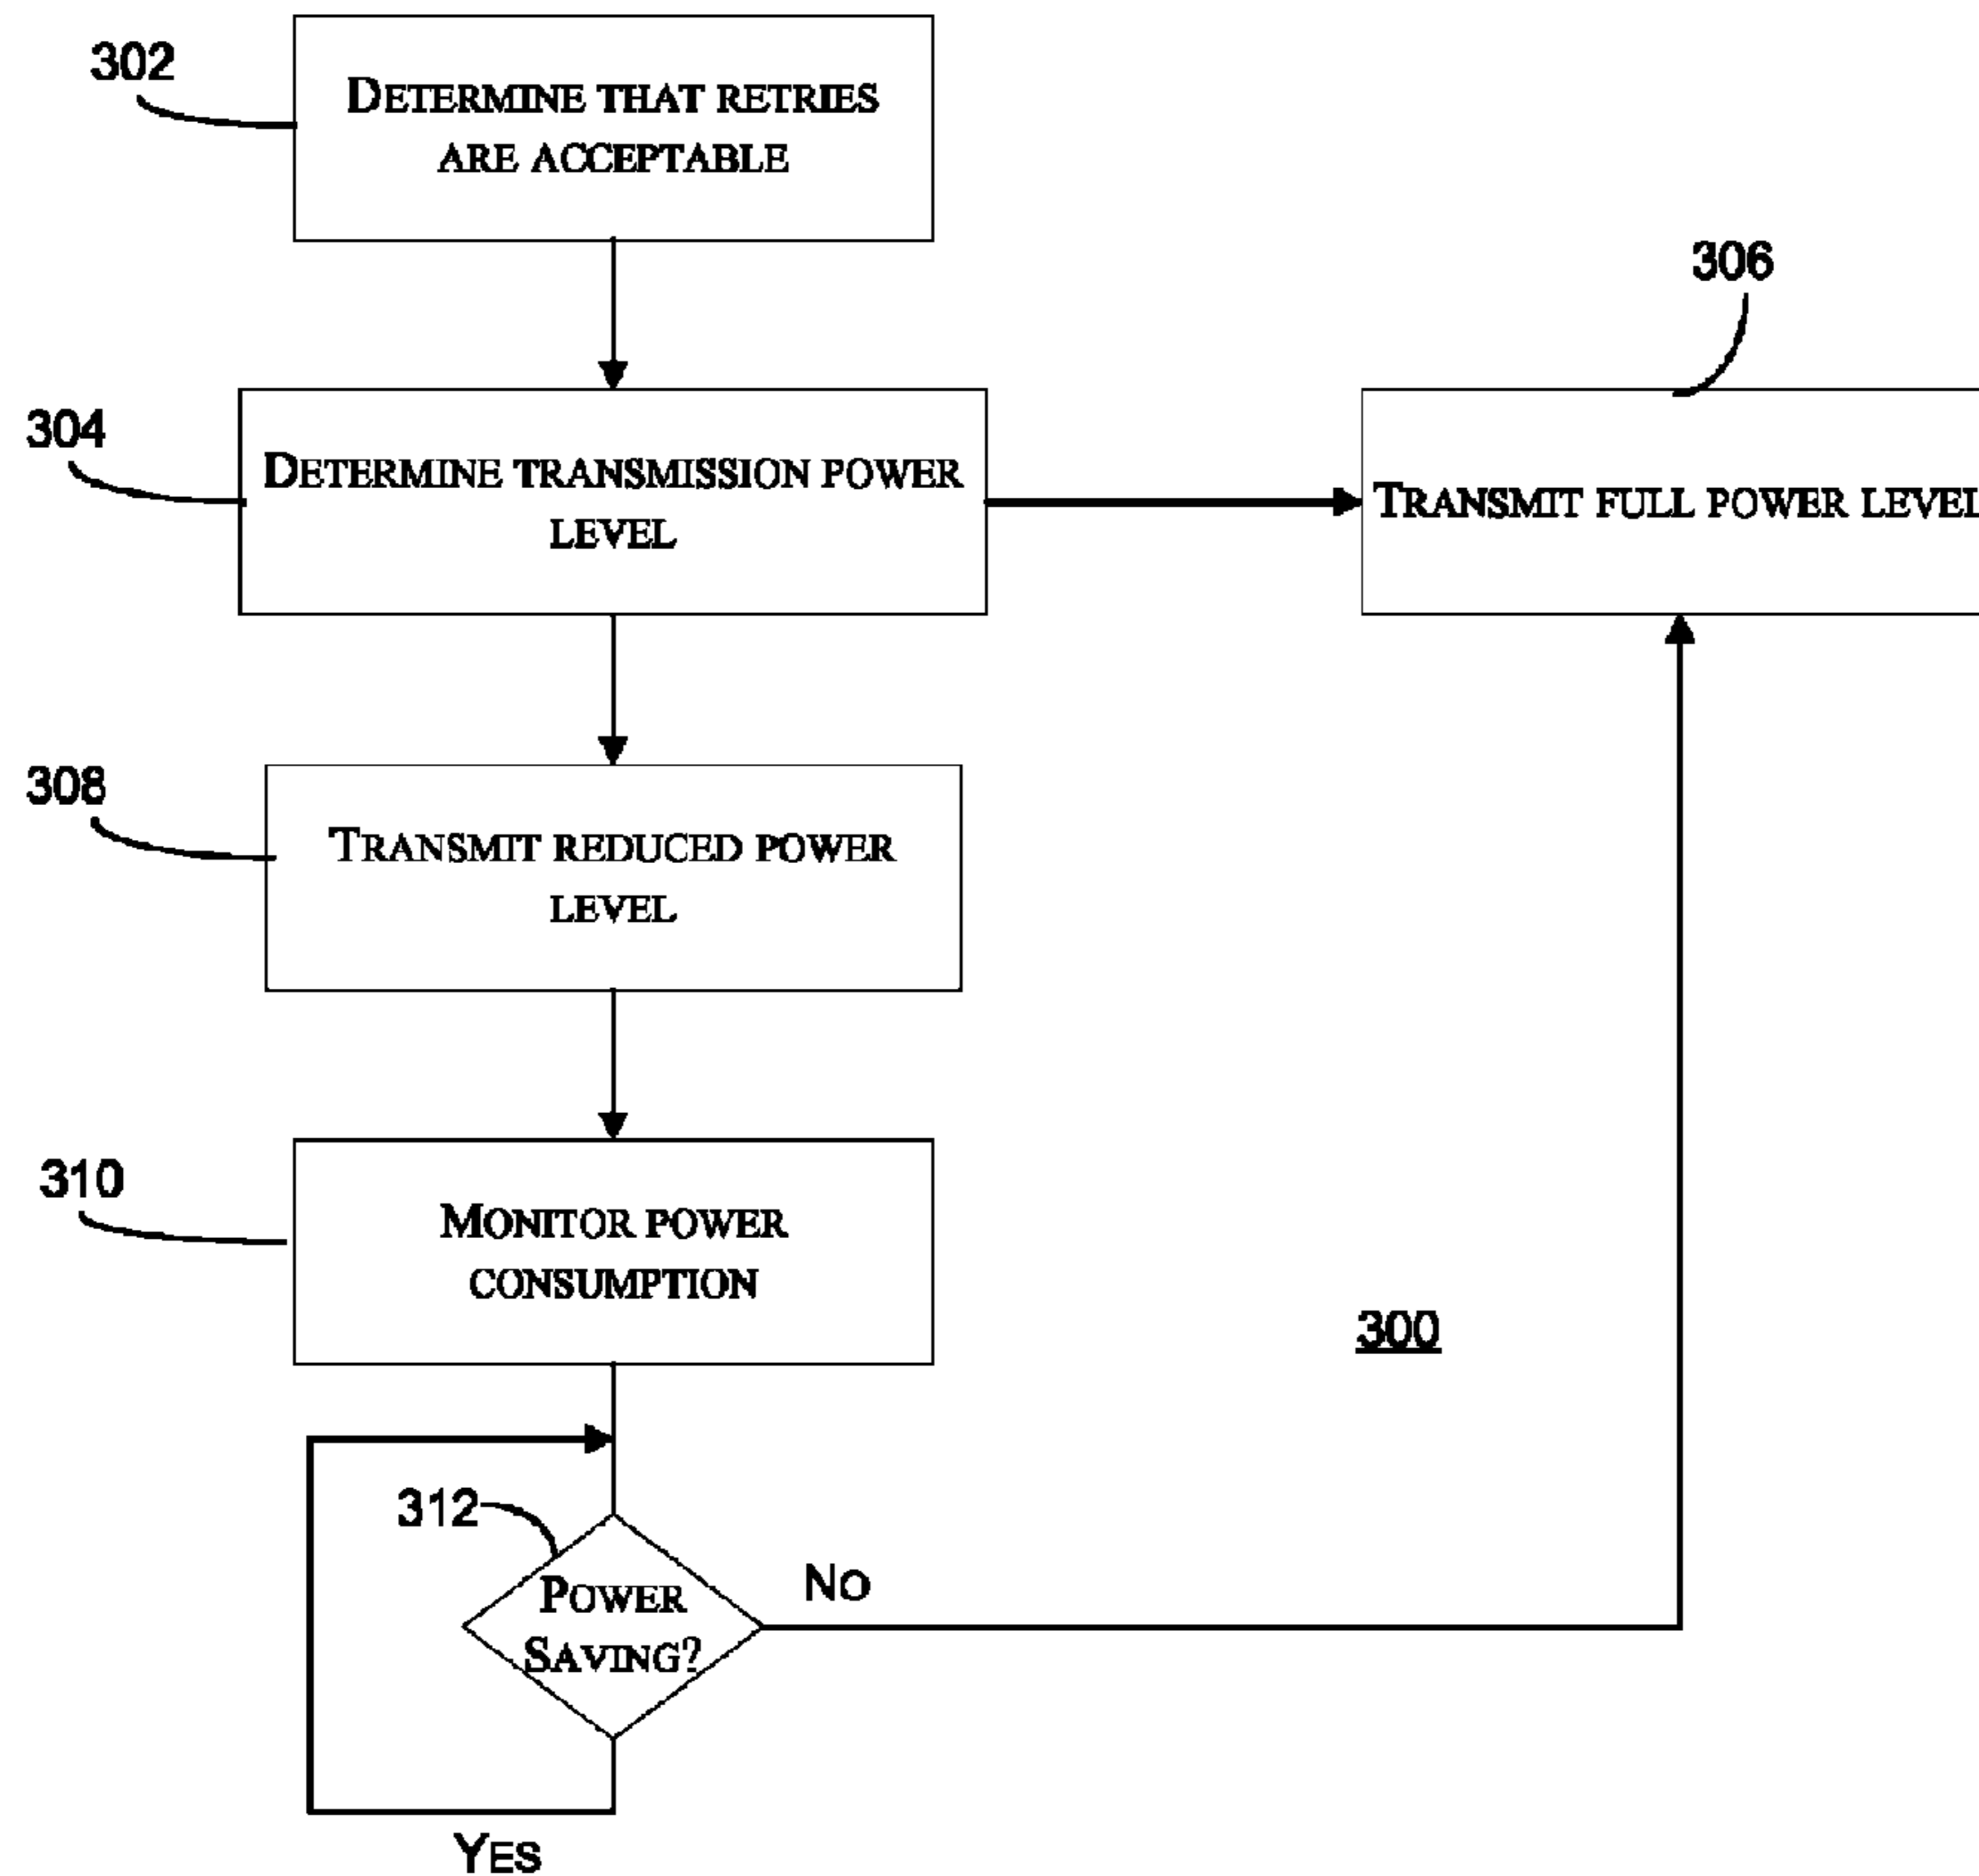 302
DETERMINE THAT RETRIES
ARE ACCEPTABLE
306
304
DETERMINE TRANSMISSION POWER
LEVEL
TRANSMIT FULL POWER LEVEL
308
TRANSMIT REDUCED POWER
LEVEL
310
MONITOR POWER
CONSUMPTION
300
312
POWER
SAVING?
NO
YES